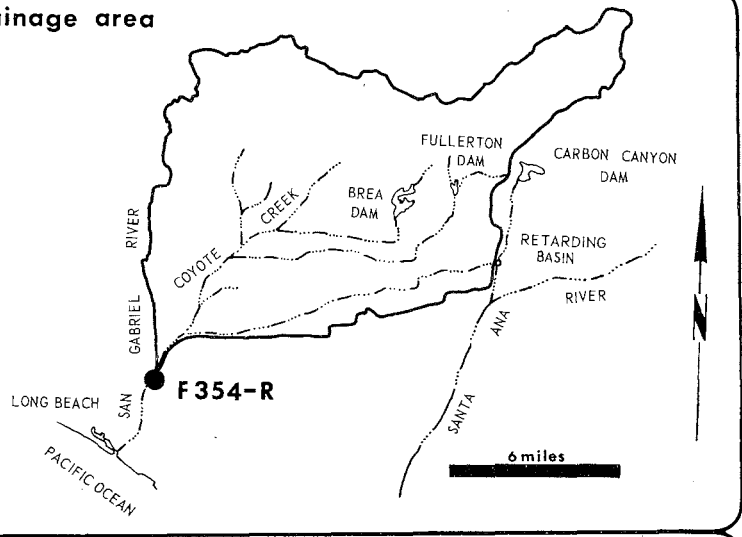 inage area
FULLERTON
DAM
CARBON CANYON
DAM
BREA
DAM
COYOTE CREEK
RETARDING
BASIN
SAN GABRIEL RIVER
SANTA ANA RIVER
F354-R
LONG BEACH
PACIFIC OCEAN
6 miles
N